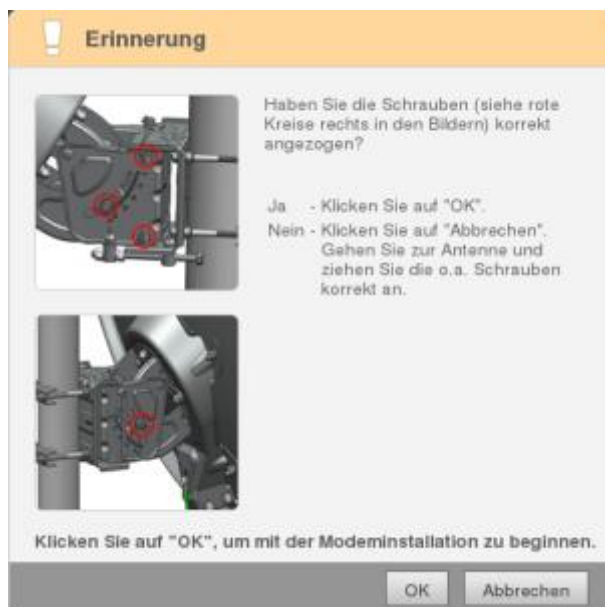 Erinnerung
Haben Sie die Schrauben (siehe rote
Kreise rechts in den Bildern) korrekt
angezogen?
Ja - Klicken Sie auf "OK".
Nein - Klicken Sie auf "Abbrechen".
Gehen Sie zur Antenne und
ziehen Sie die o.a. Schrauben
korrekt an.
Klicken Sie auf "OK", um mit der Modeminstallation zu beginnen.
OK Abbrechen